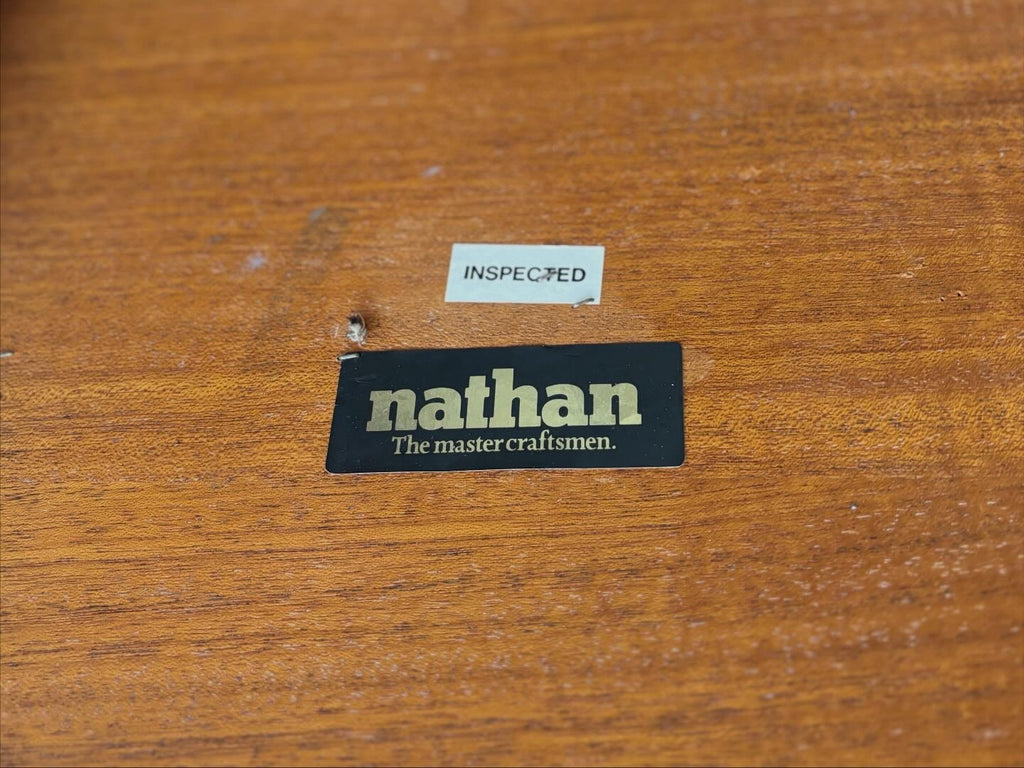 INSPECTED
nathan
The master craftsmen.